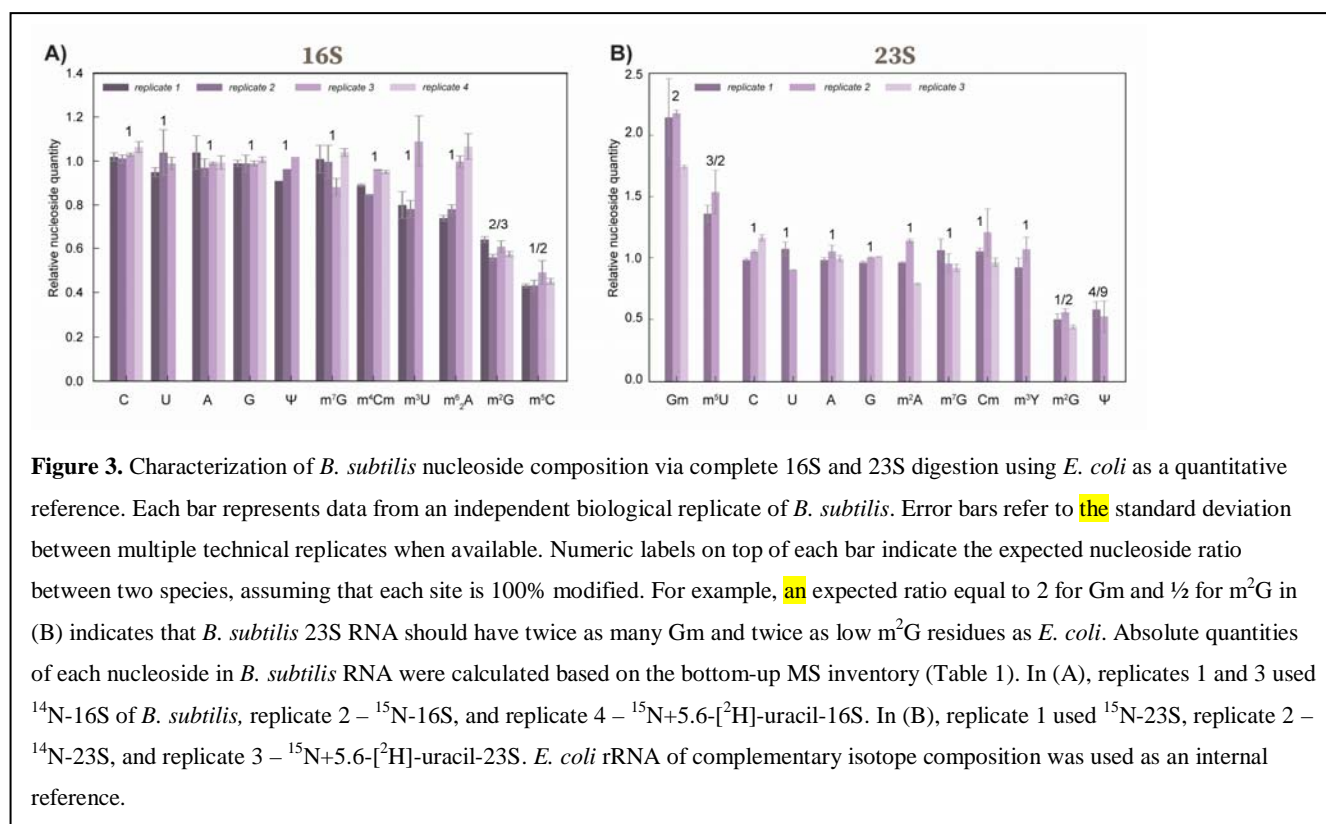 A) 16S
1.4
replicate 1 replicate 2 replicate 3 replicate 4
1.2
1.0
0.8
0.6
0.4
0.2
0.0
Relative nucleoside quantity
1 1 1 1 1 1 1 1 1 2/3 1/2
C U A G Ψ m⁷G m⁴Cm m³U m⁶₂A m²G m⁵C
B) 23S
2.5
replicate 1 replicate 2 replicate 3
2.0
1.5
1.0
0.5
0.0
Relative nucleoside quantity
2 3/2 1 1 1 1 1 1 1 1 1/2 4/9
Gm m⁵U C U A G m²A m⁷G Cm m³Y m²G Ψ
Figure 3. Characterization of B. subtilis nucleoside composition via complete 16S and 23S digestion using E. coli as a quantitative
reference. Each bar represents data from an independent biological replicate of B. subtilis. Error bars refer to the standard deviation
between multiple technical replicates when available. Numeric labels on top of each bar indicate the expected nucleoside ratio
between two species, assuming that each site is 100% modified. For example, an expected ratio equal to 2 for Gm and ½ for m²G in
(B) indicates that B. subtilis 23S RNA should have twice as many Gm and twice as low m²G residues as E. coli. Absolute quantities
of each nucleoside in B. subtilis RNA were calculated based on the bottom-up MS inventory (Table 1). In (A), replicates 1 and 3 used
¹⁴N-16S of B. subtilis, replicate 2 – ¹⁵N-16S, and replicate 4 – ¹⁵N+5.6-[²H]-uracil-16S. In (B), replicate 1 used ¹⁵N-23S, replicate 2 –
¹⁴N-23S, and replicate 3 – ¹⁵N+5.6-[²H]-uracil-23S. E. coli rRNA of complementary isotope composition was used as an internal
reference.